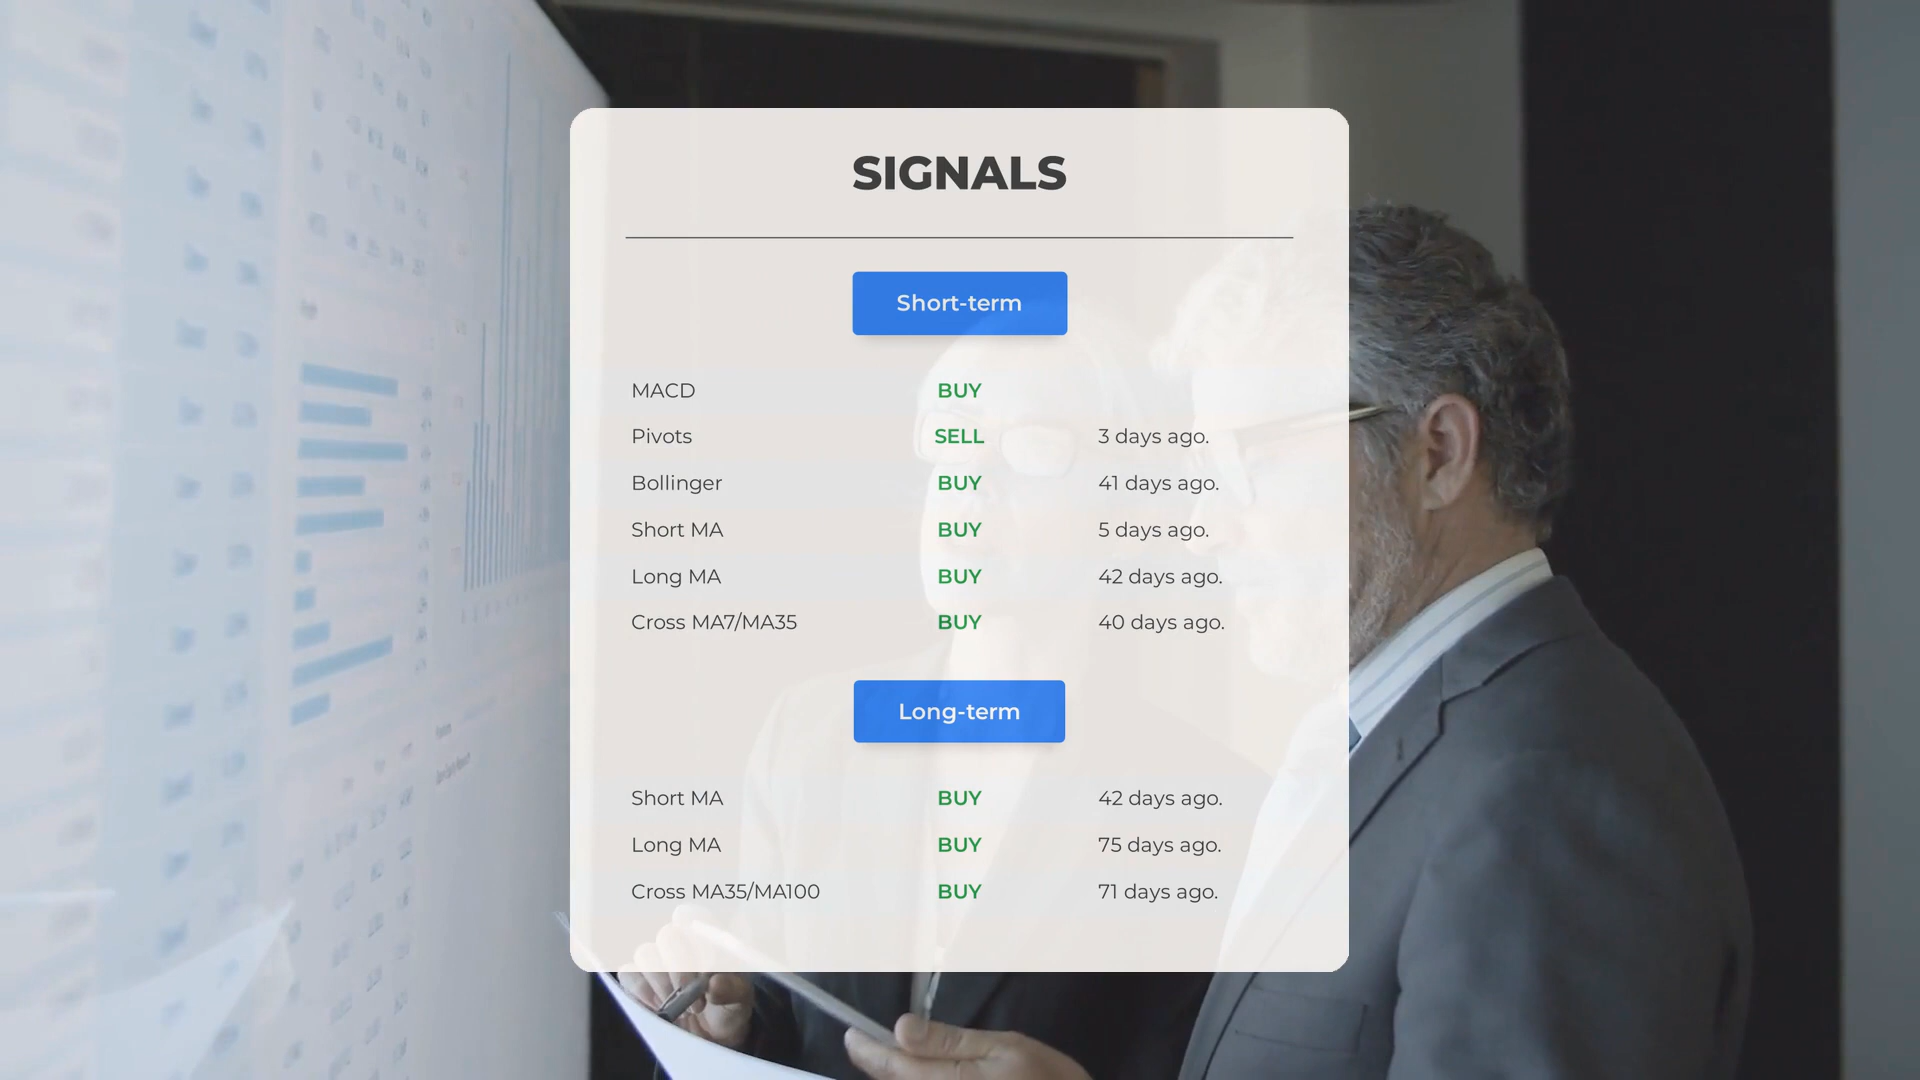 SIGNALS
Short-term
MACD BUY
Pivots SELL 3 days ago.
Bollinger BUY 41 days ago.
Short MA BUY 5 days ago.
Long MA BUY 42 days ago.
Cross MA7/MA35 BUY 40 days ago.
Long-term
Short MA BUY 42 days ago.
Long MA BUY 75 days ago.
Cross MA35/MA100 BUY 71 days ago.